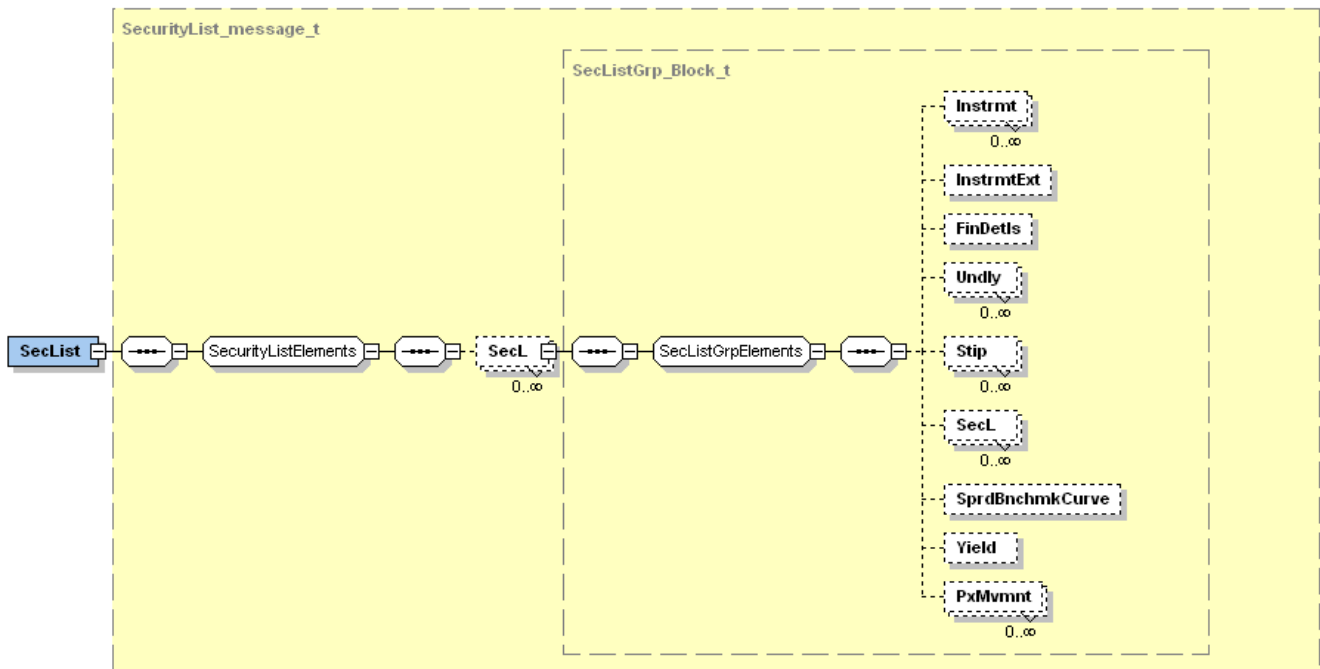 SecurityList_message_t
SecListGrp_Block_t
Instrmt
0..∞
InstrmtExt
FinDetls
Undly
0..∞
SecList
SecurityListElements
SecL
0..∞
SecListGrpElements
Stip
0..∞
SecL
0..∞
SprdBnchmkCurve
Yield
PxMvmnt
0..∞